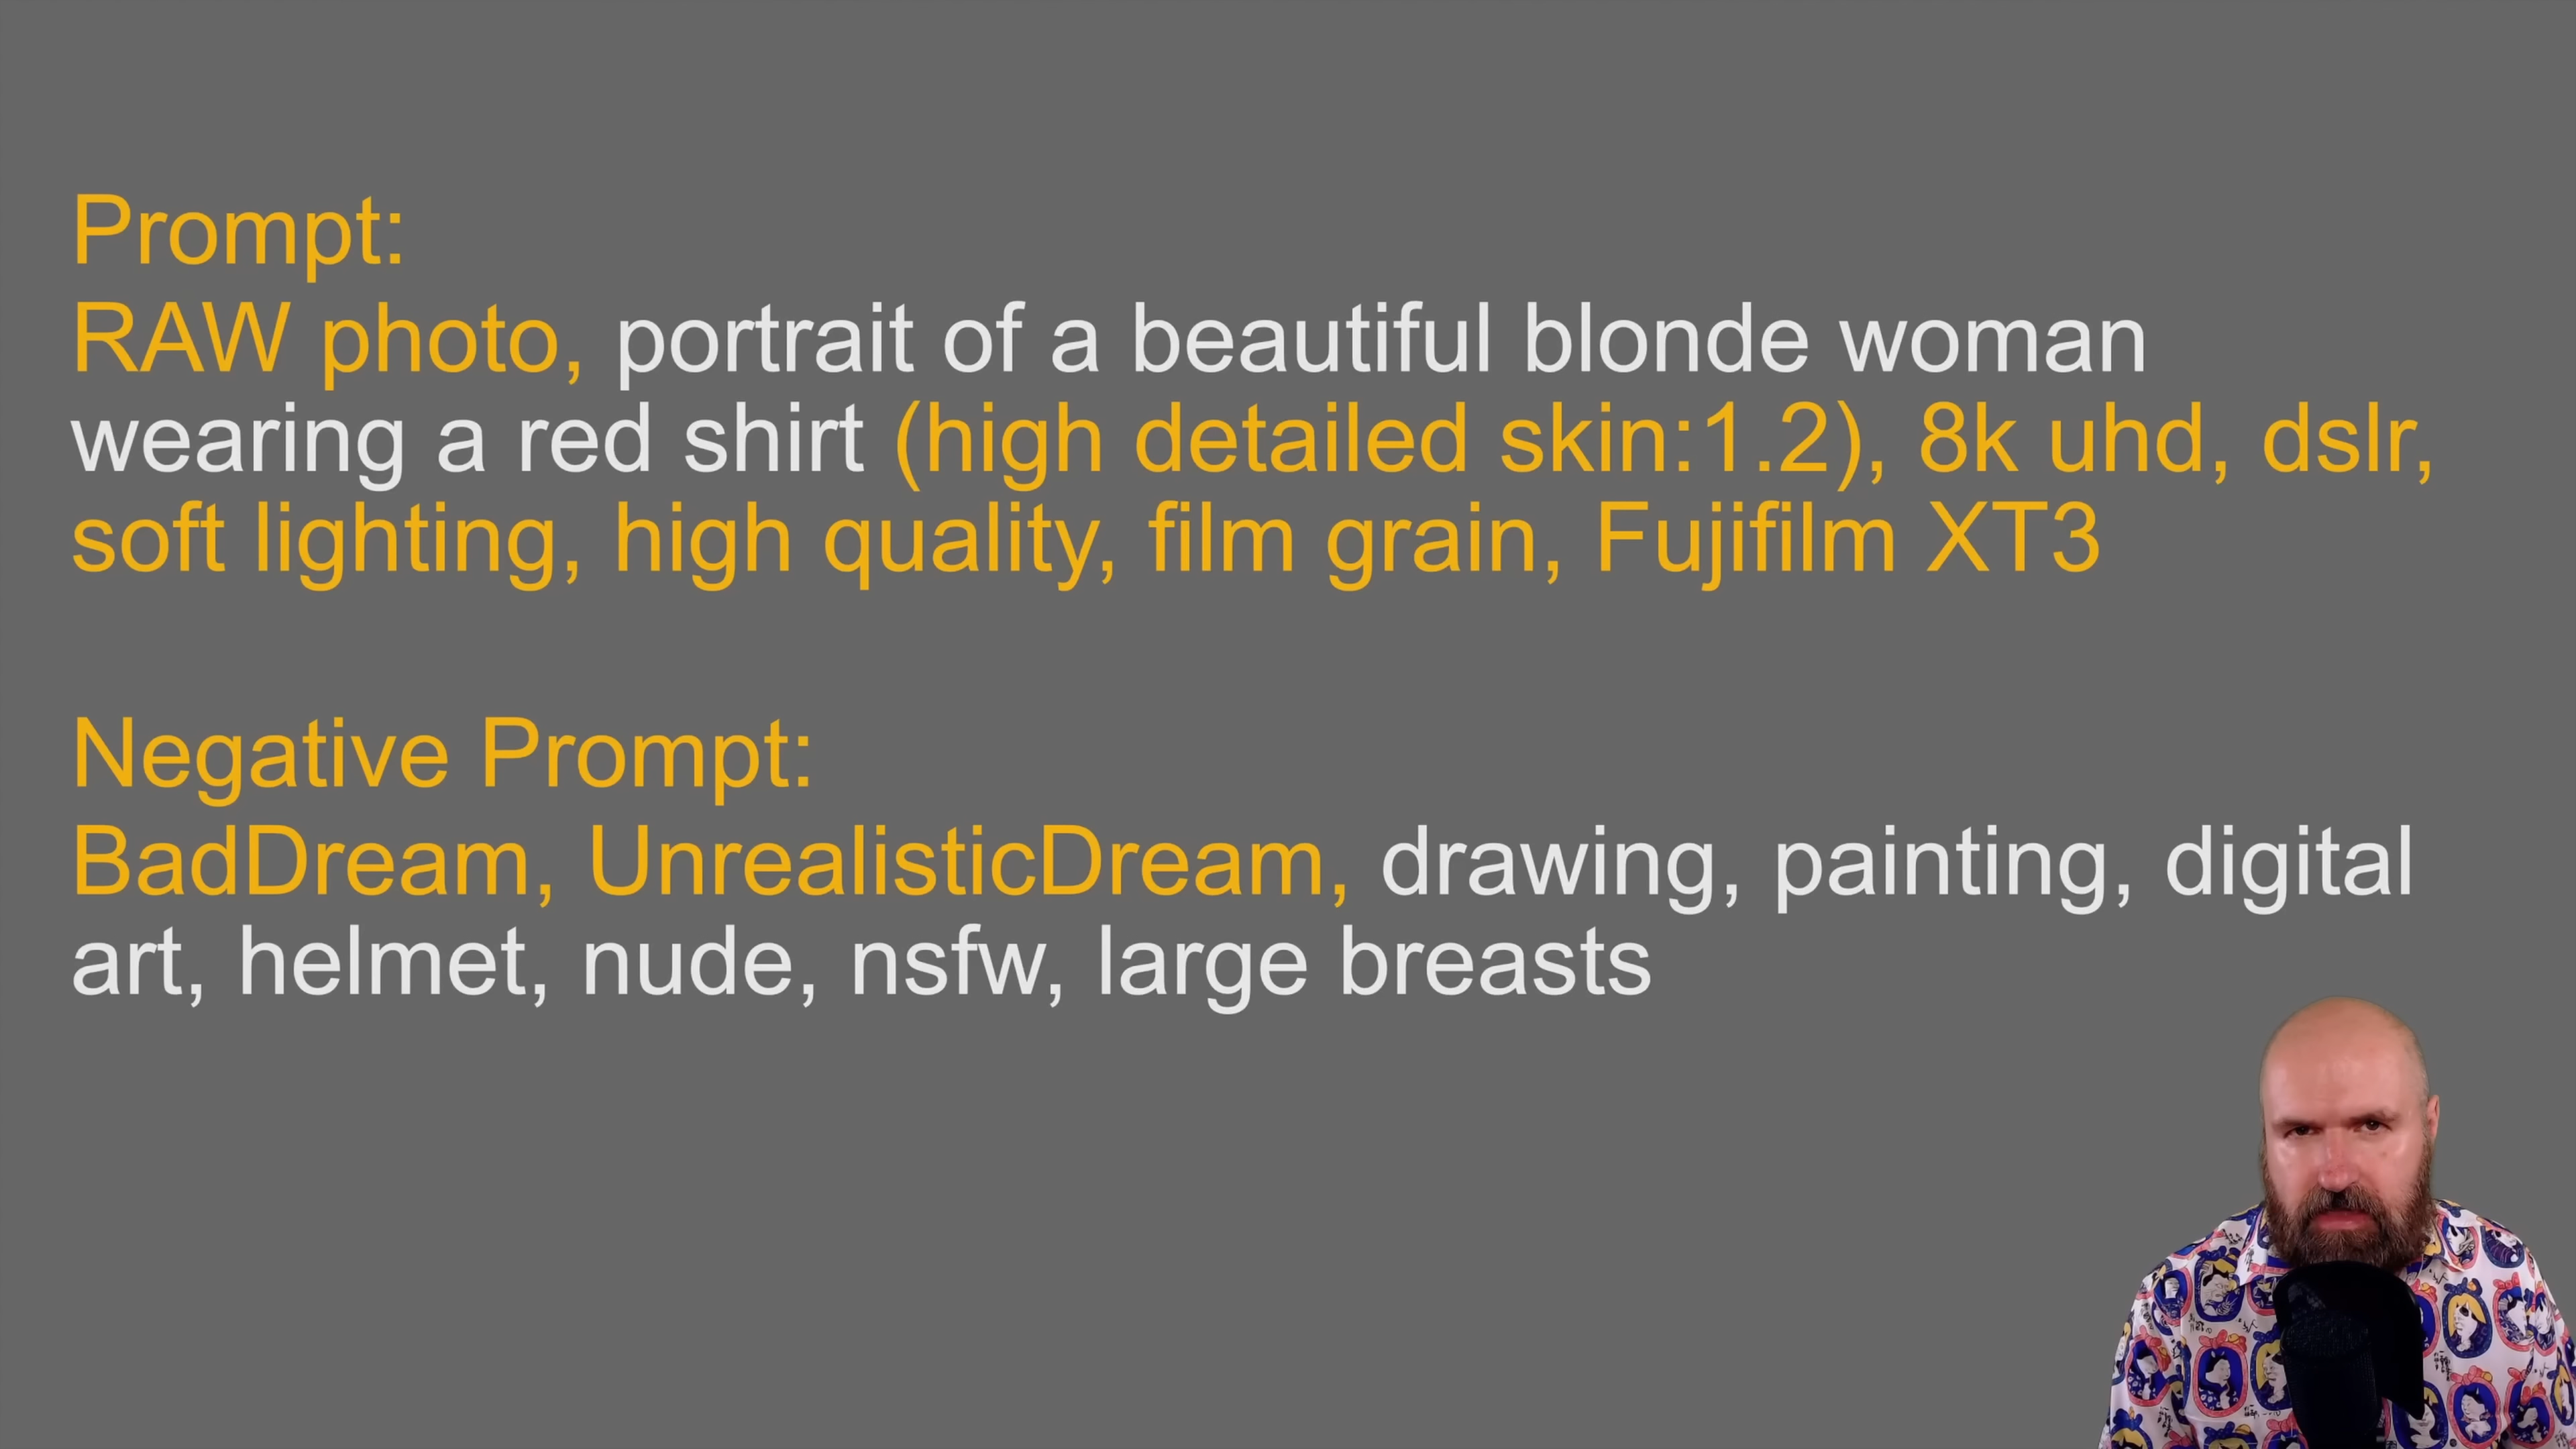 Prompt:
RAW photo, portrait of a beautiful blonde woman
wearing a red shirt (high detailed skin:1.2), 8k uhd, dslr,
soft lighting, high quality, film grain, Fujifilm XT3
Negative Prompt:
BadDream, UnrealisticDream, drawing, painting, digital
art, helmet, nude, nsfw, large breasts